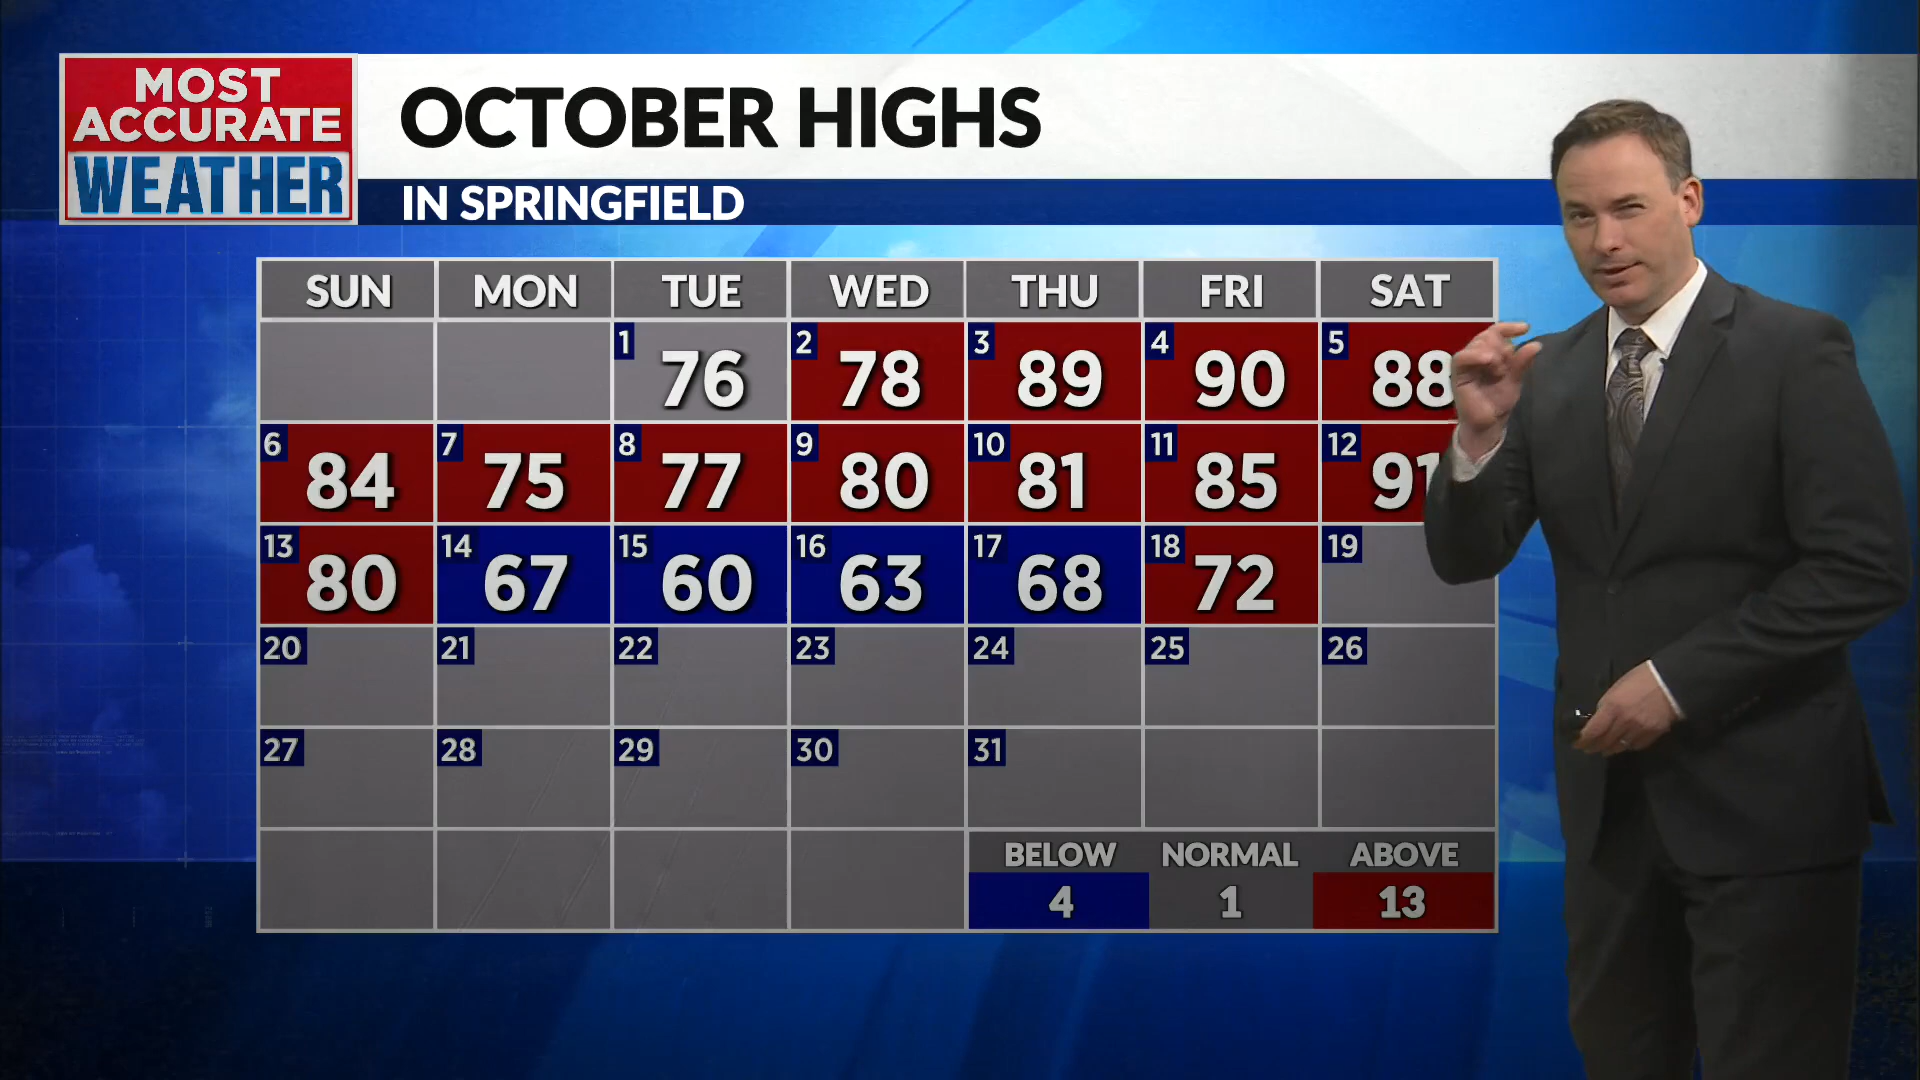 MOST
ACCURATE
WEATHER
OCTOBER HIGHS
IN SPRINGFIELD
SUN MON TUE WED THU FRI SAT
1 76 2 78 3 89 4 90 5 88
6 84 7 75 8 77 9 80 10 81 11 85 12 91
13 80 14 67 15 60 16 63 17 68 18 72 19
20 21 22 23 24 25 26
27 28 29 30 31
BELOW NORMAL ABOVE
4 1 13